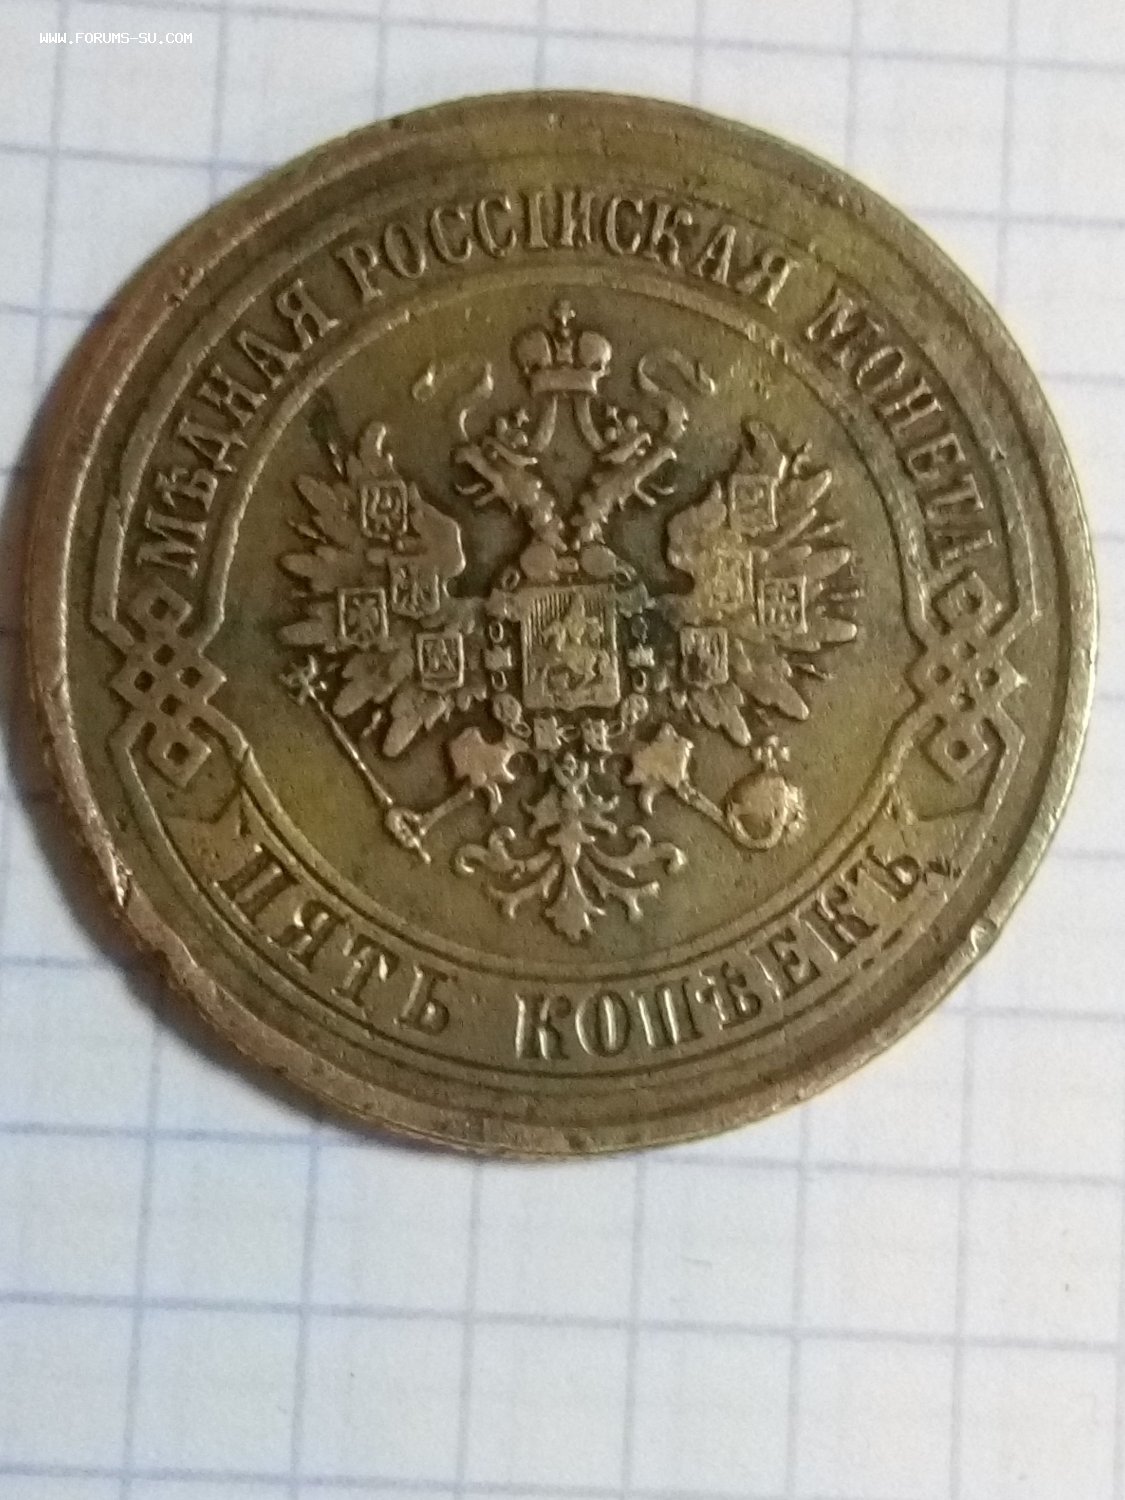 WWW.FORUMS-SU.COM
МѢДНАЯ РОССІЙСКАЯ МОНЕТА
ПЯТЬ КОПѢЕКЪ